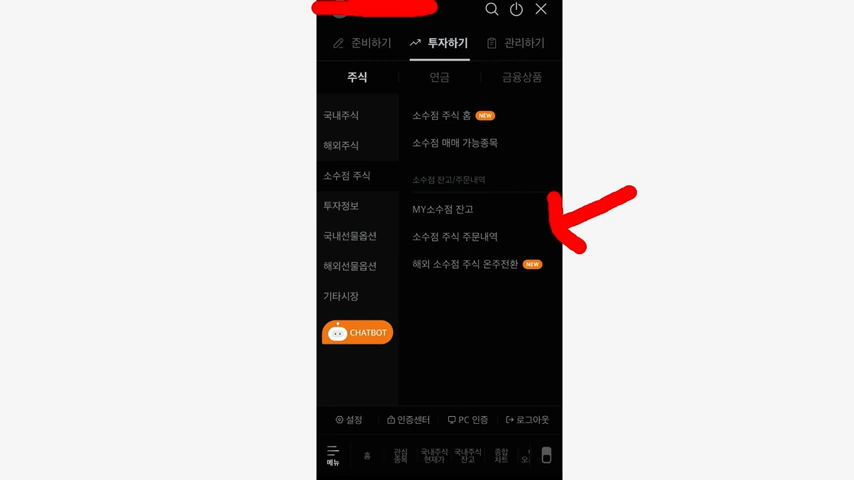 준비하기 투자하기 관리하기
주식 연금 금융상품
국내주식
해외주식
소수점 주식
투자정보
국내선물옵션
해외선물옵션
기타시장
CHATBOT
소수점 주식 홈 NEW
소수점 매매 가능종목
소수점 잔고/주문내역
MY소수점 잔고
소수점 주식 주문내역
해외 소수점 주식 온주전환 NEW
설정 인증센터 PC 인증 로그아웃
메뉴
홈
관심
종목
국내주식
현재가
국내주식
잔고
종합
차트